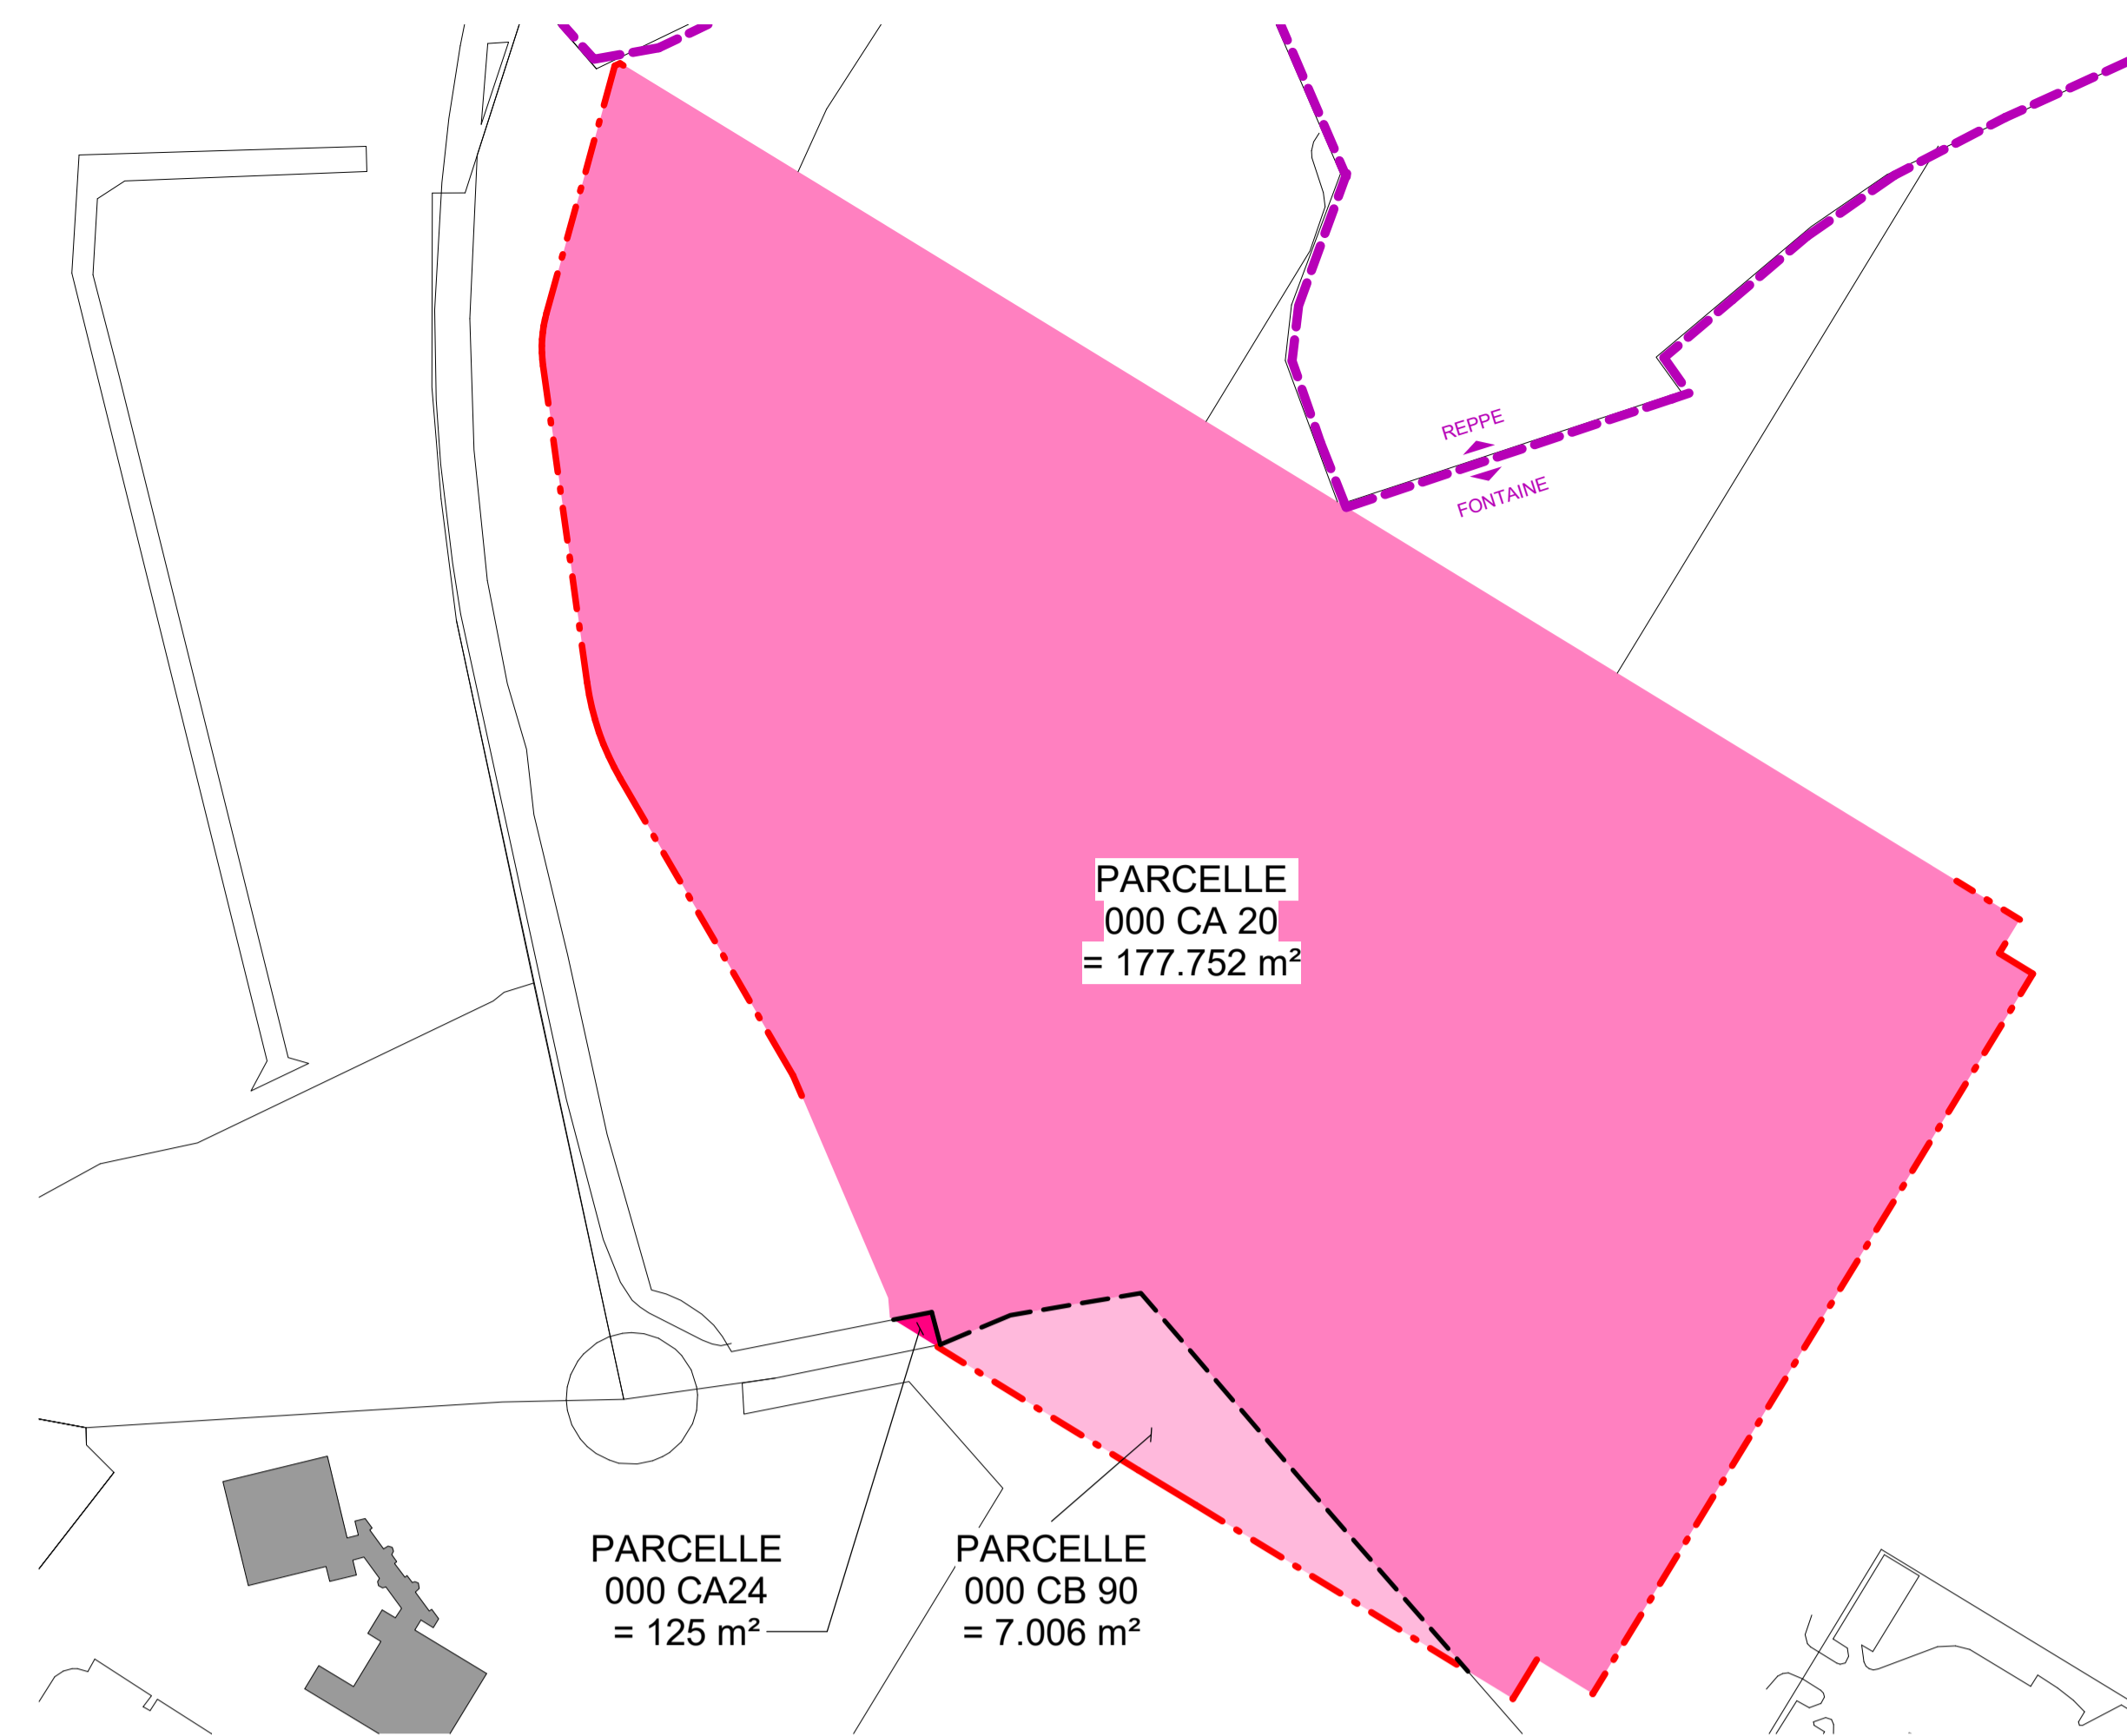 REPPE
FONTAINE
PARCELLE
000 CA 20
= 177.752 m²
PARCELLE
000 CA24
= 125 m²
PARCELLE
000 CB 90
= 7.006 m²